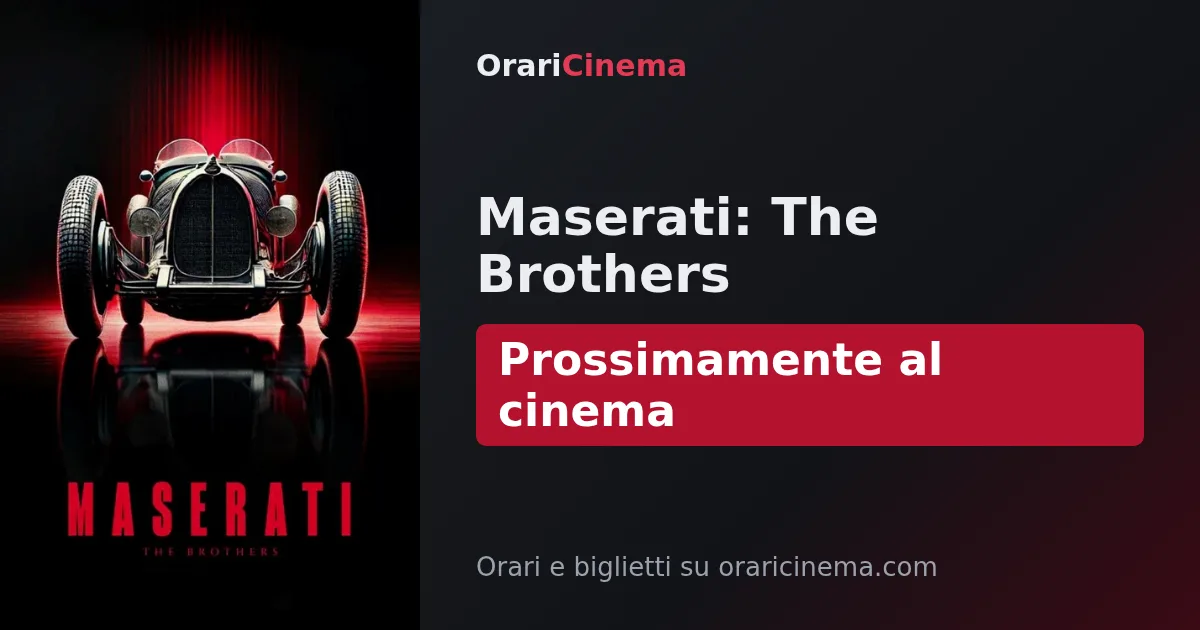 MASERATI
THE BROTHERS
OrariCinema
Maserati: The
Brothers
Prossimamente al
cinema
Orari e biglietti su oraricinema.com